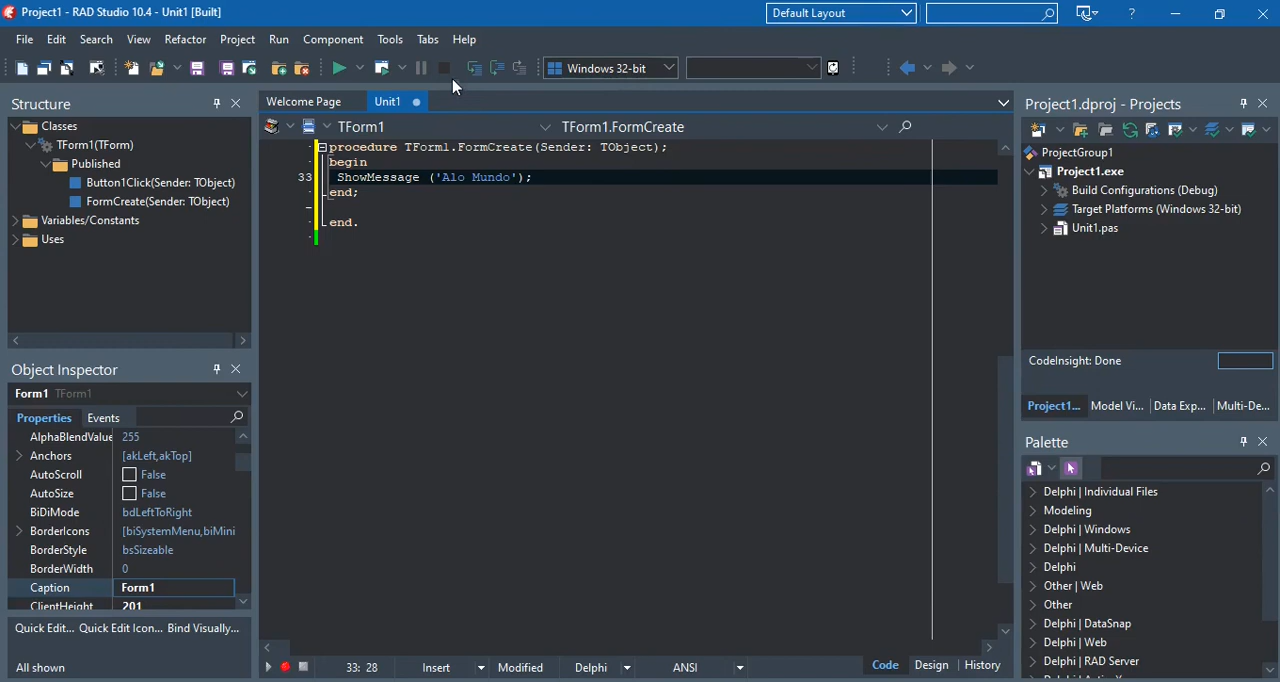 Project1 - RAD Studio 10.4 - Unit1 [Built]
Default Layout
?
File Edit Search View Refactor Project Run Component Tools Tabs Help
Windows 32-bit
Structure
Classes
TForm1(TForm)
Published
Button1Click(Sender: TObject)
FormCreate(Sender: TObject)
Variables/Constants
Uses
Object Inspector
Form1 TForm1
Properties Events
AlphaBlendValue 255
Anchors [akLeft,akTop]
AutoScroll False
AutoSize False
BiDiMode bdLeftToRight
BorderIcons [biSystemMenu,biMini
BorderStyle bsSizeable
BorderWidth 0
Caption Form1
ClientHeight 201
Quick Edit... Quick Edit Icon... Bind Visually...
All shown
Welcome Page Unit1
TForm1 TForm1.FormCreate
procedure TForm1.FormCreate(Sender: TObject);
begin
33 ShowMessage ('Alo Mundo');
end;
end.
33: 28 Insert Modified Delphi ANSI Code Design History
Project1.dproj - Projects
ProjectGroup1
Project1.exe
Build Configurations (Debug)
Target Platforms (Windows 32-bit)
Unit1.pas
CodeInsight: Done
Project1... Model Vi... Data Exp... Multi-De...
Palette
Delphi | Individual Files
Modeling
Delphi | Windows
Delphi | Multi-Device
Delphi
Other | Web
Other
Delphi | DataSnap
Delphi | Web
Delphi | RAD Server